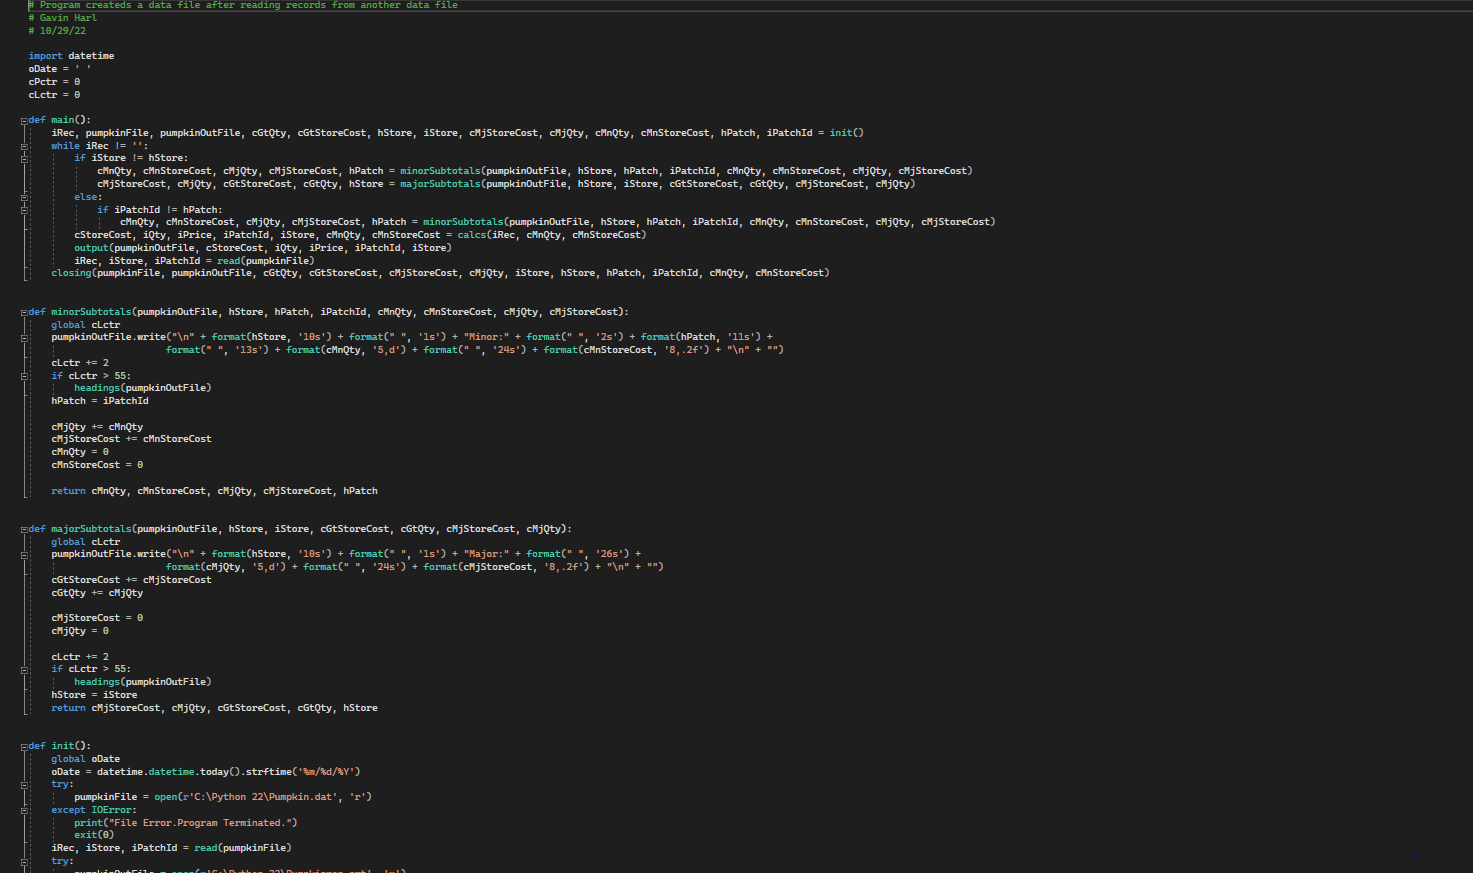 # Program createds a data file after reading records from another data file
# Gavin Harl
# 10/29/22
import datetime
oDate = ' '
cPctr = 0
cLctr = 0
def main():
iRec, pumpkinFile, pumpkinOutFile, cGtQty, cGtStoreCost, hStore, iStore, cMjStoreCost, cMjQty, cMnQty, cMnStoreCost, hPatch, iPatchId = init()
while iRec != '':
if iStore != hStore:
cMnQty, cMnStoreCost, cMjQty, cMjStoreCost, hPatch = minorSubtotals(pumpkinOutFile, hStore, hPatch, iPatchId, cMnQty, cMnStoreCost, cMjQty, cMjStoreCost)
cMjStoreCost, cMjQty, cGtStoreCost, cGtQty, hStore = majorSubtotals(pumpkinOutFile, hStore, iStore, cGtStoreCost, cGtQty, cMjStoreCost, cMjQty)
else:
if iPatchId != hPatch:
cMnQty, cMnStoreCost, cMjQty, cMjStoreCost, hPatch = minorSubtotals(pumpkinOutFile, hStore, hPatch, iPatchId, cMnQty, cMnStoreCost, cMjQty, cMjStoreCost)
cStoreCost, iQty, iPrice, iPatchId, iStore, cMnQty, cMnStoreCost = calcs(iRec, cMnQty, cMnStoreCost)
output(pumpkinOutFile, cStoreCost, iQty, iPrice, iPatchId, iStore)
iRec, iStore, iPatchId = read(pumpkinFile)
closing(pumpkinFile, pumpkinOutFile, cGtQty, cGtStoreCost, cMjStoreCost, cMjQty, iStore, hStore, hPatch, iPatchId, cMnQty, cMnStoreCost)
def minorSubtotals(pumpkinOutFile, hStore, hPatch, iPatchId, cMnQty, cMnStoreCost, cMjQty, cMjStoreCost):
global cLctr
pumpkinOutFile.write("\n" + format(hStore, '10s') + format(" ", '1s') + "Minor:" + format(" ", '2s') + format(hPatch, '11s') +
format(" ", '13s') + format(cMnQty, '5,d') + format(" ", '24s') + format(cMnStoreCost, '8,.2f') + "\n" + "")
cLctr += 2
if cLctr > 55:
headings(pumpkinOutFile)
hPatch = iPatchId
cMjQty += cMnQty
cMjStoreCost += cMnStoreCost
cMnQty = 0
cMnStoreCost = 0
return cMnQty, cMnStoreCost, cMjQty, cMjStoreCost, hPatch
def majorSubtotals(pumpkinOutFile, hStore, iStore, cGtStoreCost, cGtQty, cMjStoreCost, cMjQty):
global cLctr
pumpkinOutFile.write("\n" + format(hStore, '10s') + format(" ", '1s') + "Major:" + format(" ", '26s') +
format(cMjQty, '5,d') + format(" ", '24s') + format(cMjStoreCost, '8,.2f') + "\n" + "")
cGtStoreCost += cMjStoreCost
cGtQty += cMjQty
cMjStoreCost = 0
cMjQty = 0
cLctr += 2
if cLctr > 55:
headings(pumpkinOutFile)
hStore = iStore
return cMjStoreCost, cMjQty, cGtStoreCost, cGtQty, hStore
def init():
global oDate
oDate = datetime.datetime.today().strftime('%m/%d/%Y')
try:
pumpkinFile = open(r'C:\Python 22\Pumpkin.dat', 'r')
except IOError:
print("File Error.Program Terminated.")
exit(0)
iRec, iStore, iPatchId = read(pumpkinFile)
try: